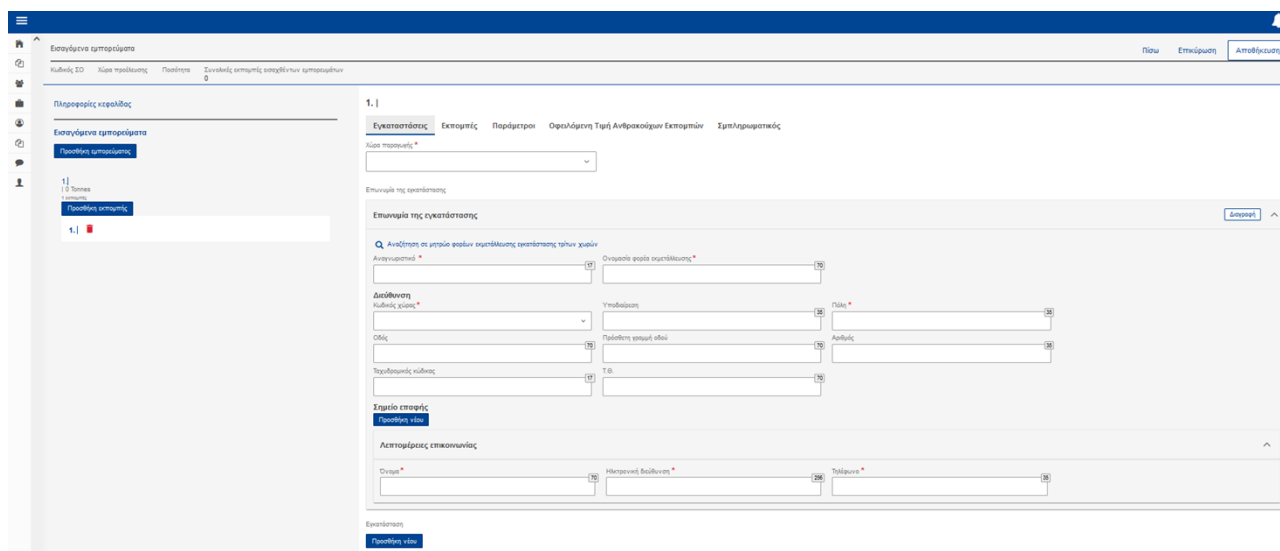 Εισαγόμενα εμπορεύματα
Πίσω Επικύρωση Αποθήκευση
Κωδικός ΣΟ Χώρα προέλευσης Ποσότητα Συνολικές εκπομπές εισαχθέντων εμπορευμάτων
0
Πληροφορίες κεφαλίδας
Εισαγόμενα εμπορεύματα
Προσθήκη εμπορεύματος
1.|
| 0 Tonnes
1 εκπομπές
Προσθήκη εκπομπής
1. |
1. |
Εγκαταστάσεις Εκπομπές Παράμετροι Οφειλόμενη Τιμή Ανθρακούχων Εκπομπών Συμπληρωματικός
Χώρα παραγωγής *
Επωνυμία της εγκατάστασης
Επωνυμία της εγκατάστασης Διαγραφή
Αναζήτηση σε μητρώο φορέων εκμετάλλευσης εγκατάστασης τρίτων χωρών
Αναγνωριστικό * 17 Ονομασία φορέα εκμετάλλευσης * 70
Διεύθυνση
Κωδικός χώρας * Υποδιαίρεση 35 Πόλη * 35
Οδός 70 Πρόσθετη γραμμή οδού 70 Αριθμός 35
Ταχυδρομικός κώδικας 17 Τ.Θ. 70
Σημείο επαφής
Προσθήκη νέου
Λεπτομέρειες επικοινωνίας
Όνομα * 70 Ηλεκτρονική διεύθυνση * 256 Τηλέφωνο * 35
Εγκατάσταση
Προσθήκη νέου